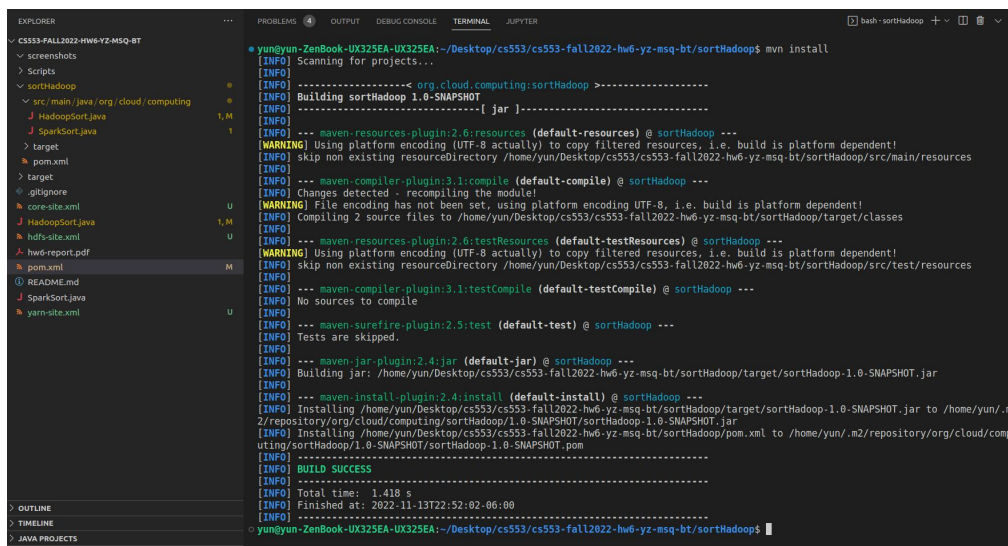 EXPLORER
CS553-FALL2022-HW6-YZ-MSQ-BT
screenshots
Scripts
sortHadoop
src/main/java/org/cloud/computing
J HadoopSort.java 1, M
J SparkSort.java 1
target
pom.xml
target
.gitignore
core-site.xml U
J HadoopSort.java 1, M
hdfs-site.xml U
hw6-report.pdf
pom.xml M
README.md
J SparkSort.java
yarn-site.xml U
OUTLINE
TIMELINE
JAVA PROJECTS
PROBLEMS 4 OUTPUT DEBUG CONSOLE TERMINAL JUPYTER
bash - sortHadoop
yun@yun-ZenBook-UX325EA-UX325EA:~/Desktop/cs553/cs553-fall2022-hw6-yz-msq-bt/sortHadoop$ mvn install
[INFO] Scanning for projects...
[INFO]
[INFO] -------------------< org.cloud.computing:sortHadoop >-------------------
[INFO] Building sortHadoop 1.0-SNAPSHOT
[INFO] --------------------------------[ jar ]---------------------------------
[INFO]
[INFO] --- maven-resources-plugin:2.6:resources (default-resources) @ sortHadoop ---
[WARNING] Using platform encoding (UTF-8 actually) to copy filtered resources, i.e. build is platform dependent!
[INFO] skip non existing resourceDirectory /home/yun/Desktop/cs553/cs553-fall2022-hw6-yz-msq-bt/sortHadoop/src/main/resources
[INFO]
[INFO] --- maven-compiler-plugin:3.1:compile (default-compile) @ sortHadoop ---
[INFO] Changes detected - recompiling the module!
[WARNING] File encoding has not been set, using platform encoding UTF-8, i.e. build is platform dependent!
[INFO] Compiling 2 source files to /home/yun/Desktop/cs553/cs553-fall2022-hw6-yz-msq-bt/sortHadoop/target/classes
[INFO]
[INFO] --- maven-resources-plugin:2.6:testResources (default-testResources) @ sortHadoop ---
[WARNING] Using platform encoding (UTF-8 actually) to copy filtered resources, i.e. build is platform dependent!
[INFO] skip non existing resourceDirectory /home/yun/Desktop/cs553/cs553-fall2022-hw6-yz-msq-bt/sortHadoop/src/test/resources
[INFO]
[INFO] --- maven-compiler-plugin:3.1:testCompile (default-testCompile) @ sortHadoop ---
[INFO] No sources to compile
[INFO]
[INFO] --- maven-surefire-plugin:2.5:test (default-test) @ sortHadoop ---
[INFO] Tests are skipped.
[INFO]
[INFO] --- maven-jar-plugin:2.4:jar (default-jar) @ sortHadoop ---
[INFO] Building jar: /home/yun/Desktop/cs553/cs553-fall2022-hw6-yz-msq-bt/sortHadoop/target/sortHadoop-1.0-SNAPSHOT.jar
[INFO]
[INFO] --- maven-install-plugin:2.4:install (default-install) @ sortHadoop ---
[INFO] Installing /home/yun/Desktop/cs553/cs553-fall2022-hw6-yz-msq-bt/sortHadoop/target/sortHadoop-1.0-SNAPSHOT.jar to /home/yun/.m
2/repository/org/cloud/computing/sortHadoop/1.0-SNAPSHOT/sortHadoop-1.0-SNAPSHOT.jar
[INFO] Installing /home/yun/Desktop/cs553/cs553-fall2022-hw6-yz-msq-bt/sortHadoop/pom.xml to /home/yun/.m2/repository/org/cloud/comp
uting/sortHadoop/1.0-SNAPSHOT/sortHadoop-1.0-SNAPSHOT.pom
[INFO] ------------------------------------------------------------------------
[INFO] BUILD SUCCESS
[INFO] ------------------------------------------------------------------------
[INFO] Total time:  1.418 s
[INFO] Finished at: 2022-11-13T22:52:02-06:00
[INFO] ------------------------------------------------------------------------
yun@yun-ZenBook-UX325EA-UX325EA:~/Desktop/cs553/cs553-fall2022-hw6-yz-msq-bt/sortHadoop$